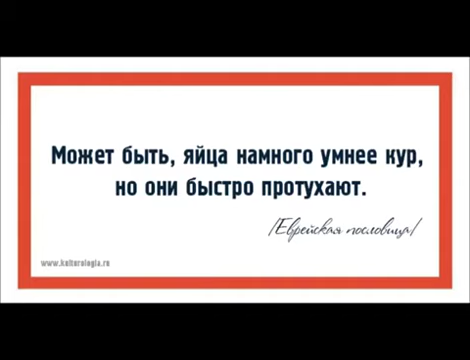 Может быть, яйца намного умнее кур,
но они быстро протухают.
/Еврейская пословица/
www.kulturologia.ru